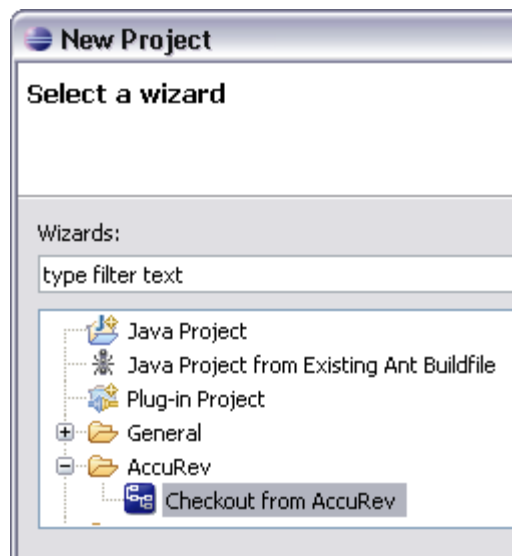 New Project
Select a wizard
Wizards:
type filter text
Java Project
Java Project from Existing Ant Buildfile
Plug-in Project
General
AccuRev
Checkout from AccuRev